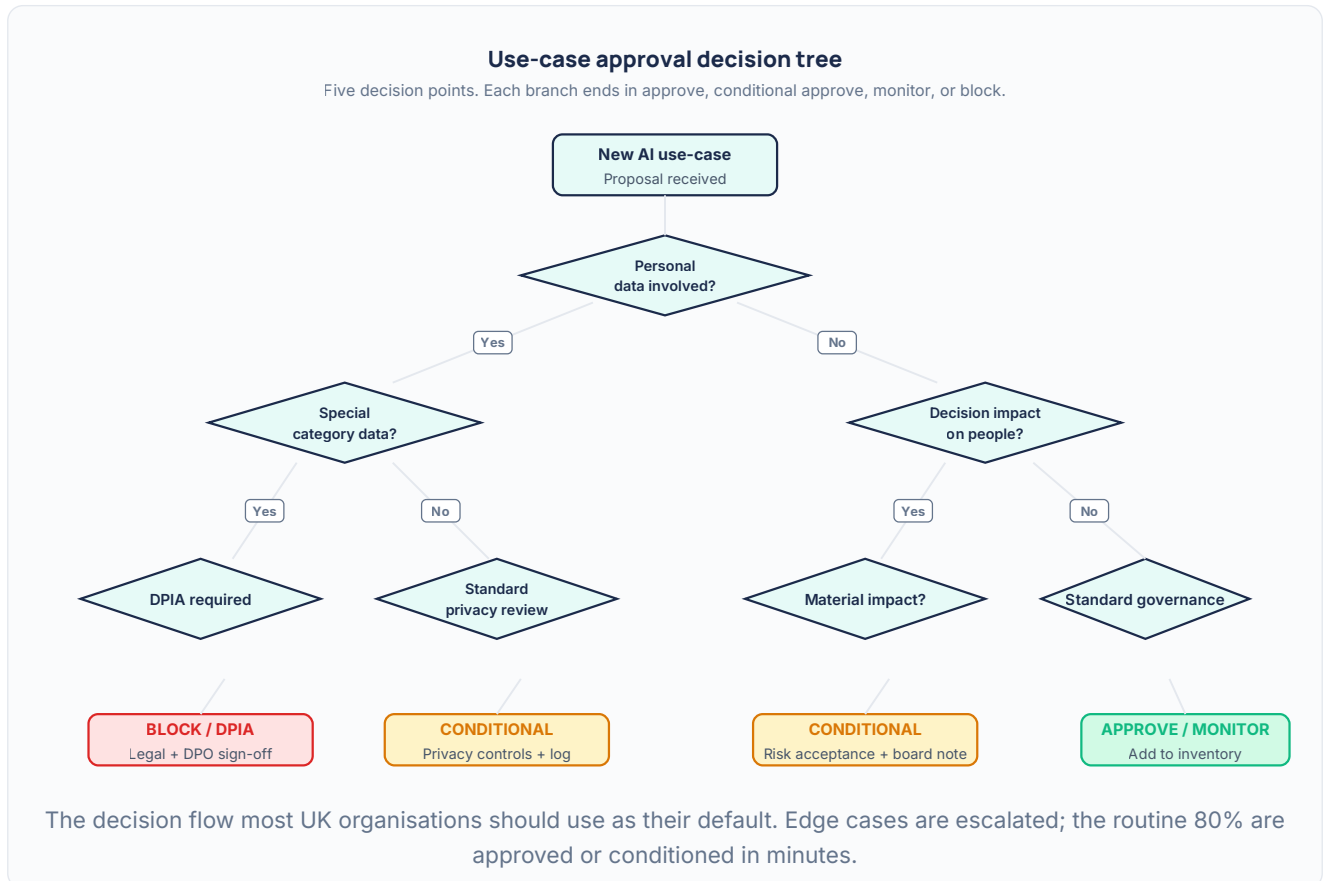 Use-case approval decision tree
Five decision points. Each branch ends in approve, conditional approve, monitor, or block.
New AI use-case
Proposal received
Personal
data involved?
Yes
No
Special
category data?
Decision impact
on people?
Yes
No
Yes
No
DPIA required
Standard
privacy review
Material impact?
Standard governance
BLOCK / DPIA
Legal + DPO sign-off
CONDITIONAL
Privacy controls + log
CONDITIONAL
Risk acceptance + board note
APPROVE / MONITOR
Add to inventory
The decision flow most UK organisations should use as their default. Edge cases are escalated; the routine 80% are
approved or conditioned in minutes.